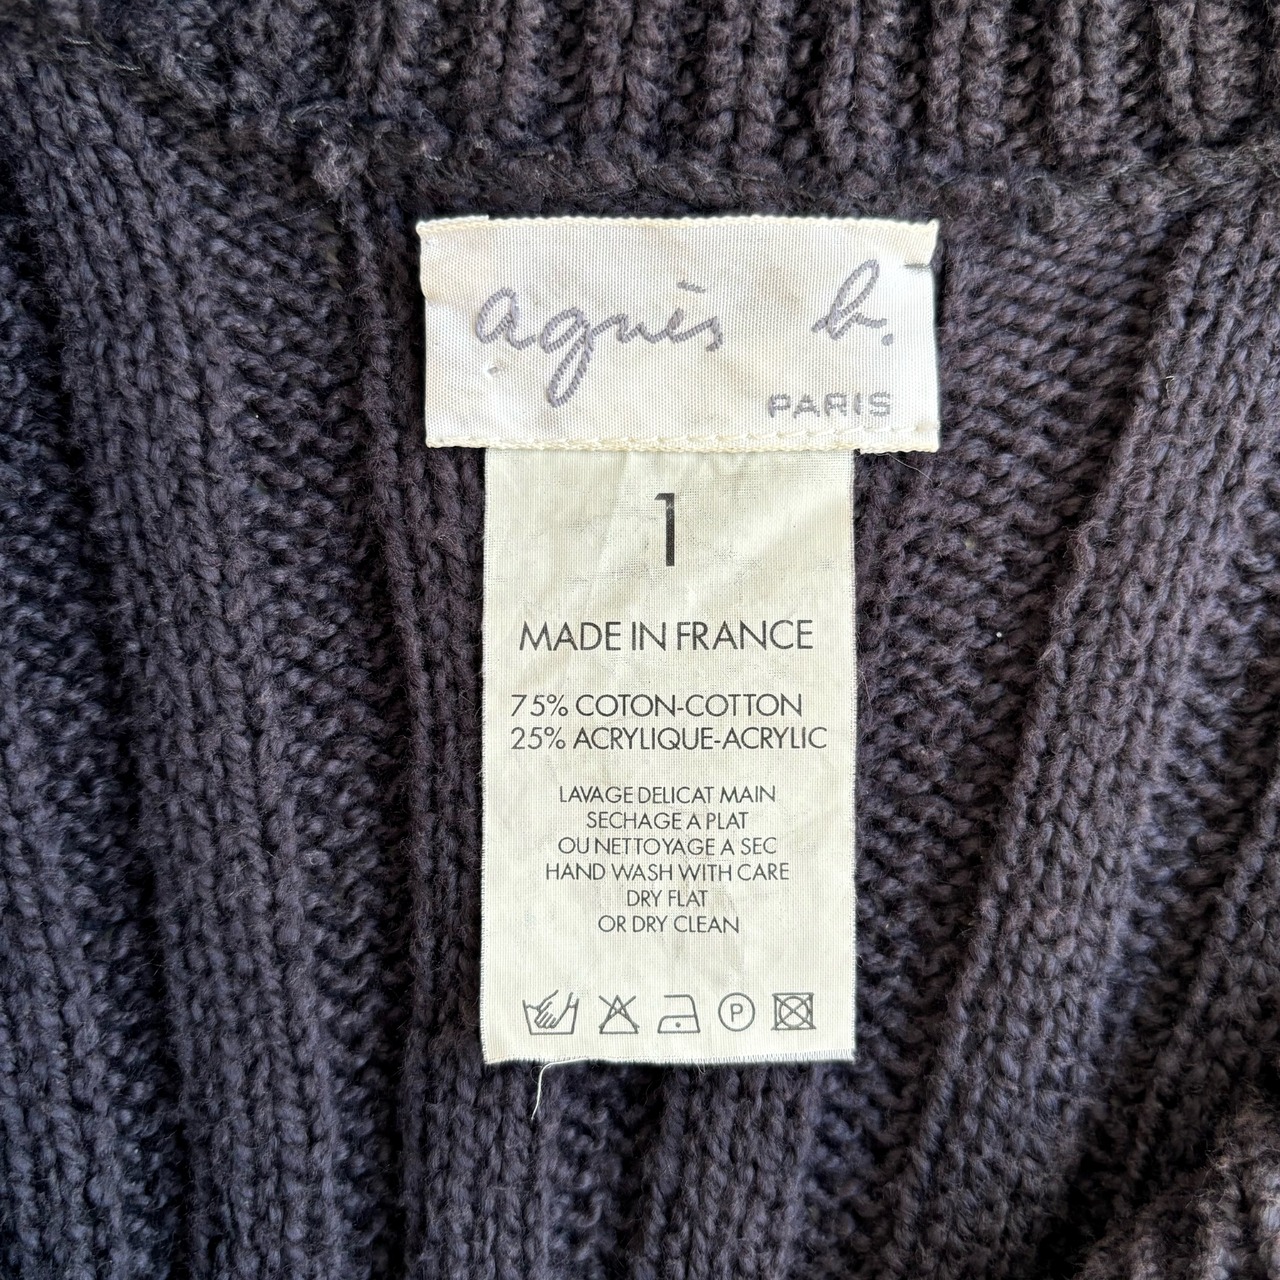 agnès b.
PARIS
1
MADE IN FRANCE
75% COTON-COTTON
25% ACRYLIQUE-ACRYLIC
LAVAGE DELICAT MAIN
SECHAGE A PLAT
OU NETTOYAGE A SEC
HAND WASH WITH CARE
DRY FLAT
OR DRY CLEAN
P